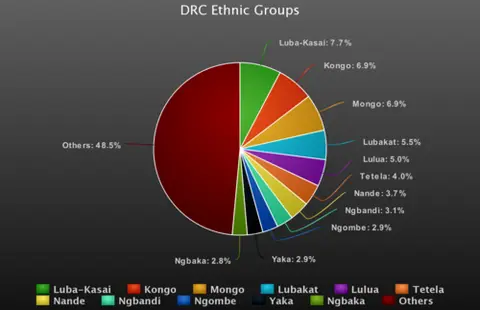 DRC Ethnic Groups
Luba-Kasai: 7.7%
Kongo: 6.9%
Mongo: 6.9%
Lubakat: 5.5%
Lulua: 5.0%
Tetela: 4.0%
Nande: 3.7%
Ngbandi: 3.1%
Ngombe: 2.9%
Yaka: 2.9%
Ngbaka: 2.8%
Others: 48.5%
Luba-Kasai Kongo Mongo Lubakat Lulua Tetela
Nande Ngbandi Ngombe Yaka Ngbaka Others